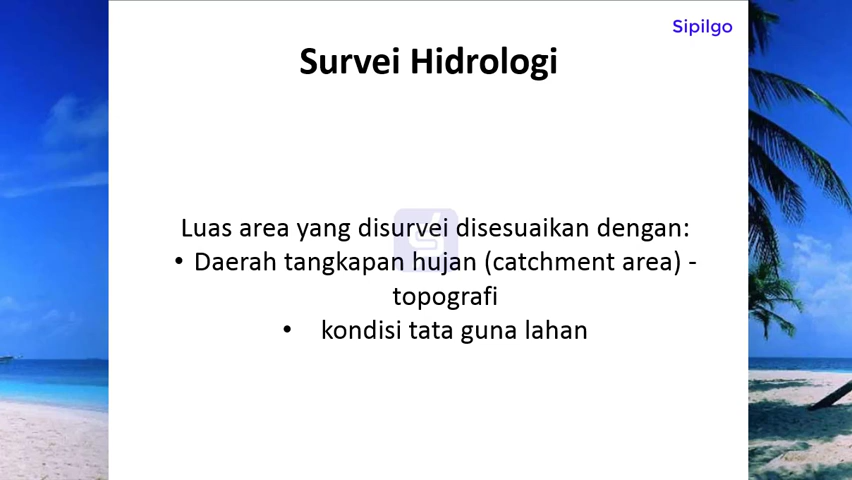 Sipilgo
Survei Hidrologi
Luas area yang disurvei disesuaikan dengan:
• Daerah tangkapan hujan (catchment area) -
topografi
• kondisi tata guna lahan